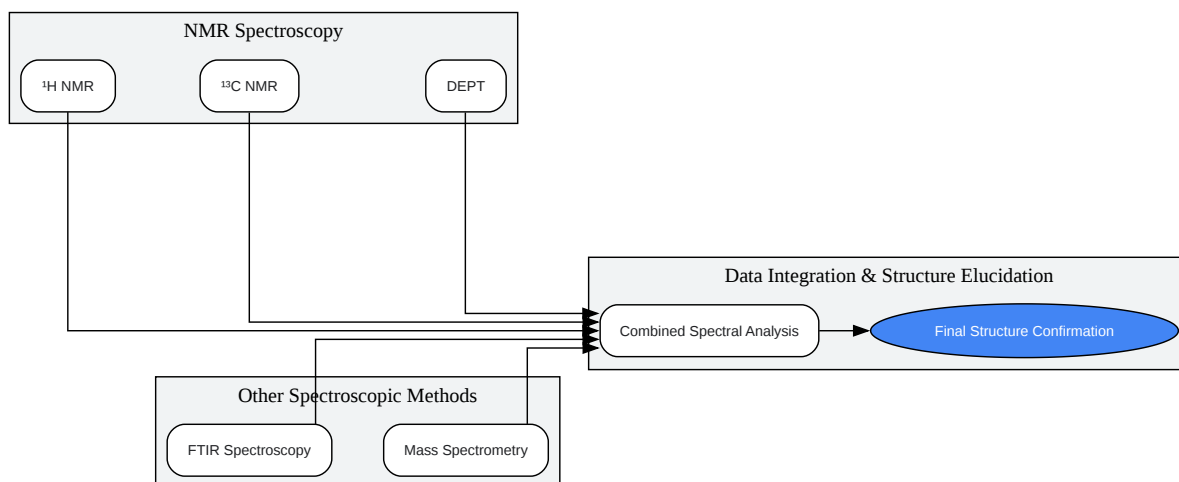 NMR Spectroscopy
¹H NMR
¹³C NMR
DEPT
Data Integration & Structure Elucidation
Combined Spectral Analysis
Final Structure Confirmation
Other Spectroscopic Methods
FTIR Spectroscopy
Mass Spectrometry